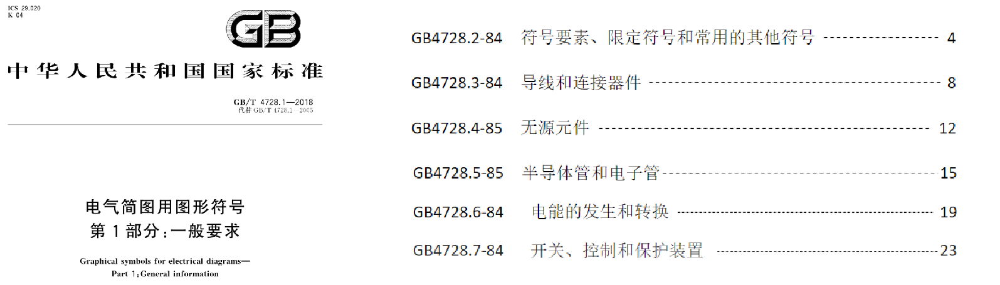 ICS 29.020
K 04
GB
中华人民共和国国家标准
GB/T 4728.1—2018
代替 GB/T 4728.1—2005
电气简图用图形符号
第 1 部分:一般要求
Graphical symbols for electrical diagrams—
Part 1:General information
GB4728.2-84 符号要素、限定符号和常用的其他符号 ------------------ 4
GB4728.3-84 导线和连接器件 ------------------ 8
GB4728.4-85 无源元件 ------------------ 12
GB4728.5-85 半导体管和电子管 ------------------ 15
GB4728.6-84 电能的发生和转换 ------------------ 19
GB4728.7-84 开关、控制和保护装置 ------------------ 23